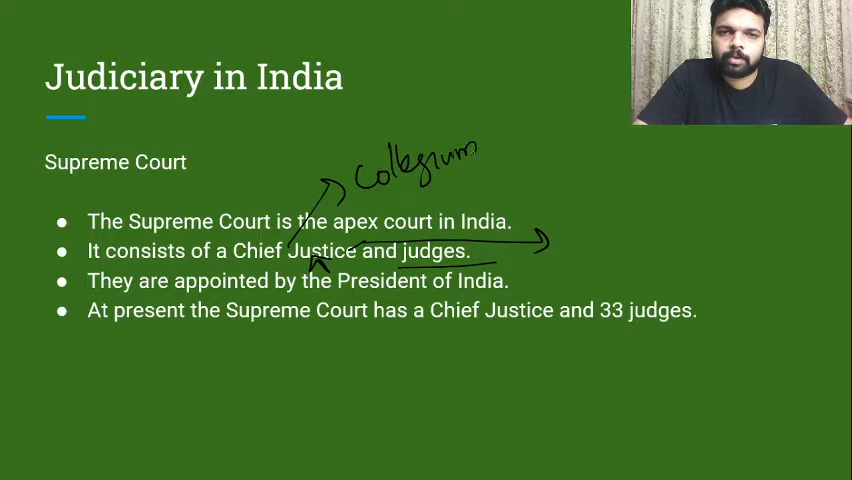 Judiciary in India
Supreme Court
Collegium
● The Supreme Court is the apex court in India.
● It consists of a Chief Justice and judges.
● They are appointed by the President of India.
● At present the Supreme Court has a Chief Justice and 33 judges.